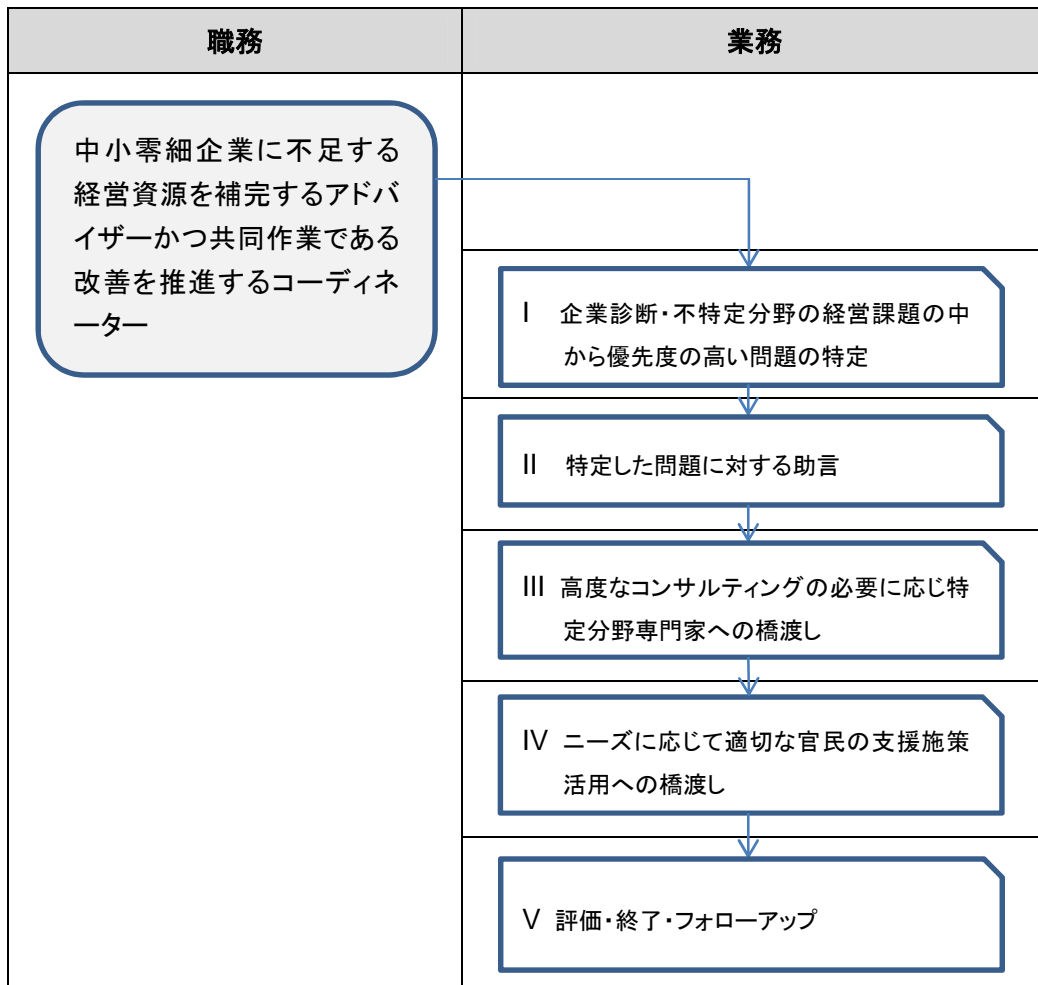 職務
業務
中小零細企業に不足する
経営資源を補完するアドバ
イザーかつ共同作業である
改善を推進するコーディネ
ーター
Ⅰ 企業診断・不特定分野の経営課題の中
から優先度の高い問題の特定
Ⅱ 特定した問題に対する助言
Ⅲ 高度なコンサルティングの必要に応じ特
定分野専門家への橋渡し
Ⅳ ニーズに応じて適切な官民の支援施策
活用への橋渡し
Ⅴ 評価・終了・フォローアップ